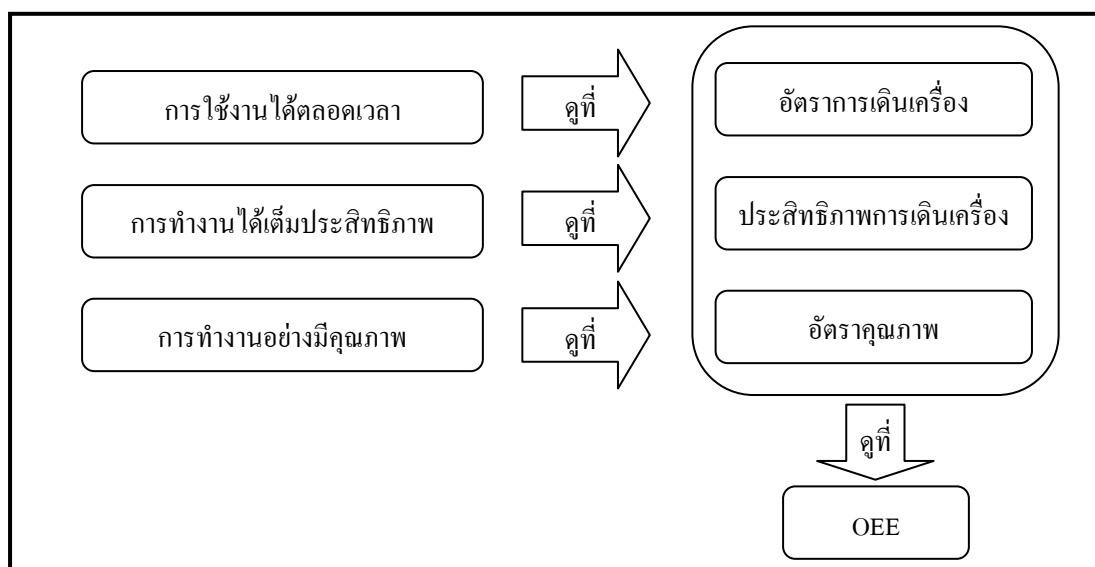 การใช้งานได้ตลอดเวลา
ดูที่
อัตราการเดินเครื่อง
การทำงานได้เต็มประสิทธิภาพ
ดูที่
ประสิทธิภาพการเดินเครื่อง
การทำงานอย่างมีคุณภาพ
ดูที่
อัตราคุณภาพ
ดูที่
OEE